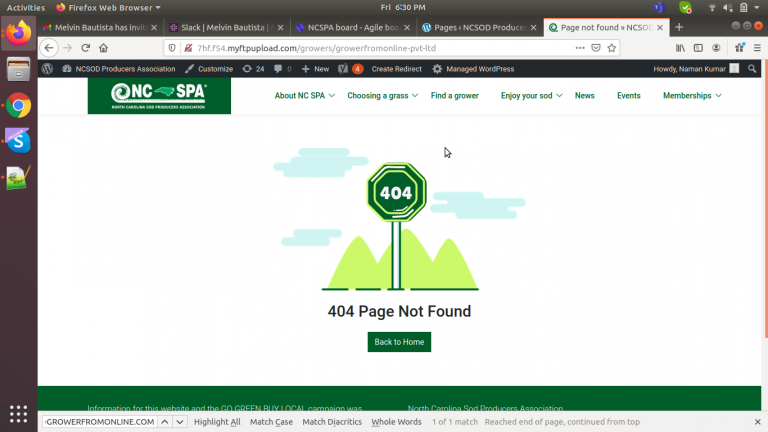 Activities Firefox Web Browser Fri 6:30 PM
Melvin Bautista has invit Slack | Melvin Bautista | NCSPA board - Agile boa Pages ‹ NCSOD Producer Page not found » NCSOD
7hf.f54.myftpupload.com/growers/growerfromonline-pvt-ltd
NCSOD Producers Association Customize 24 0 New 4 Create Redirect Managed WordPress Howdy, Naman Kumar
NC SPA
NORTH CAROLINA SOD PRODUCERS ASSOCIATION
About NC SPA Choosing a grass Find a grower Enjoy your sod News Events Memberships
404
404 Page Not Found
Back to Home
Information for this website and the GO GREEN BUY LOCAL campaign was North Carolina Sod Producers Association
GROWERFROMONLINE.COM Highlight All Match Case Match Diacritics Whole Words 1 of 1 match Reached end of page, continued from top